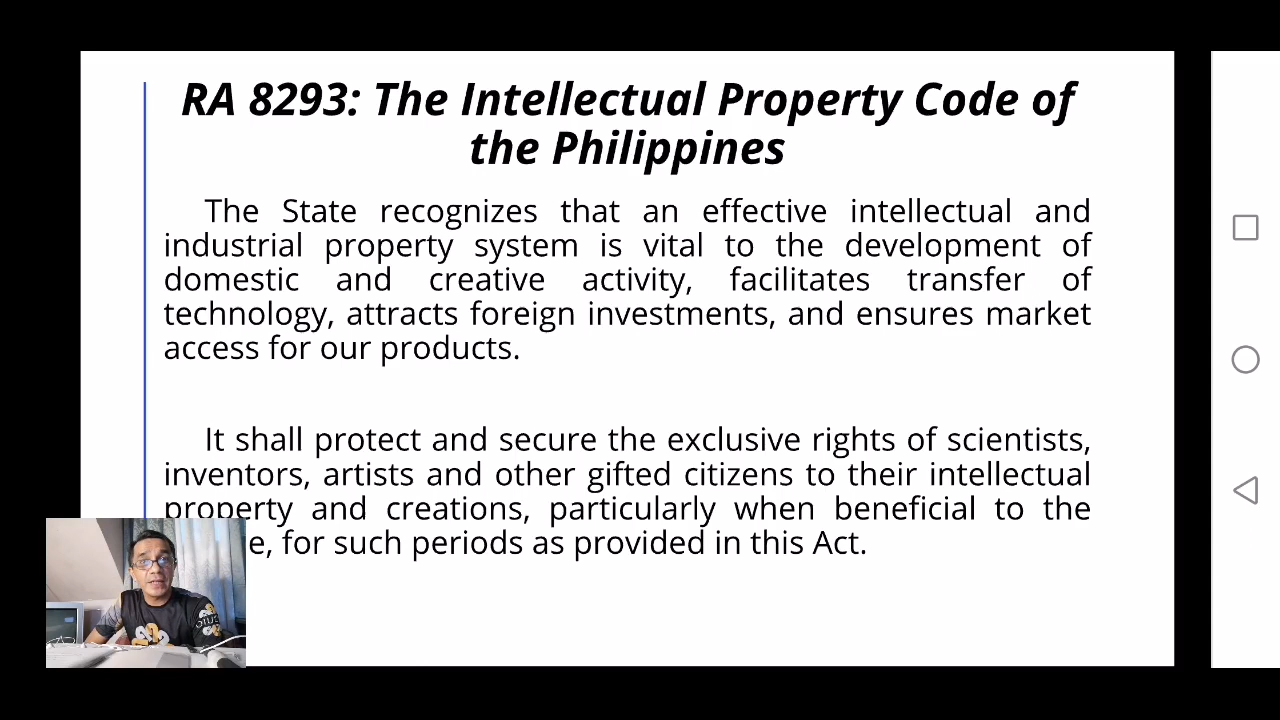 RA 8293: The Intellectual Property Code of
the Philippines
The State recognizes that an effective intellectual and
industrial property system is vital to the development of
domestic and creative activity, facilitates transfer of
technology, attracts foreign investments, and ensures market
access for our products.
It shall protect and secure the exclusive rights of scientists,
inventors, artists and other gifted citizens to their intellectual
property and creations, particularly when beneficial to the
for such periods as provided in this Act.